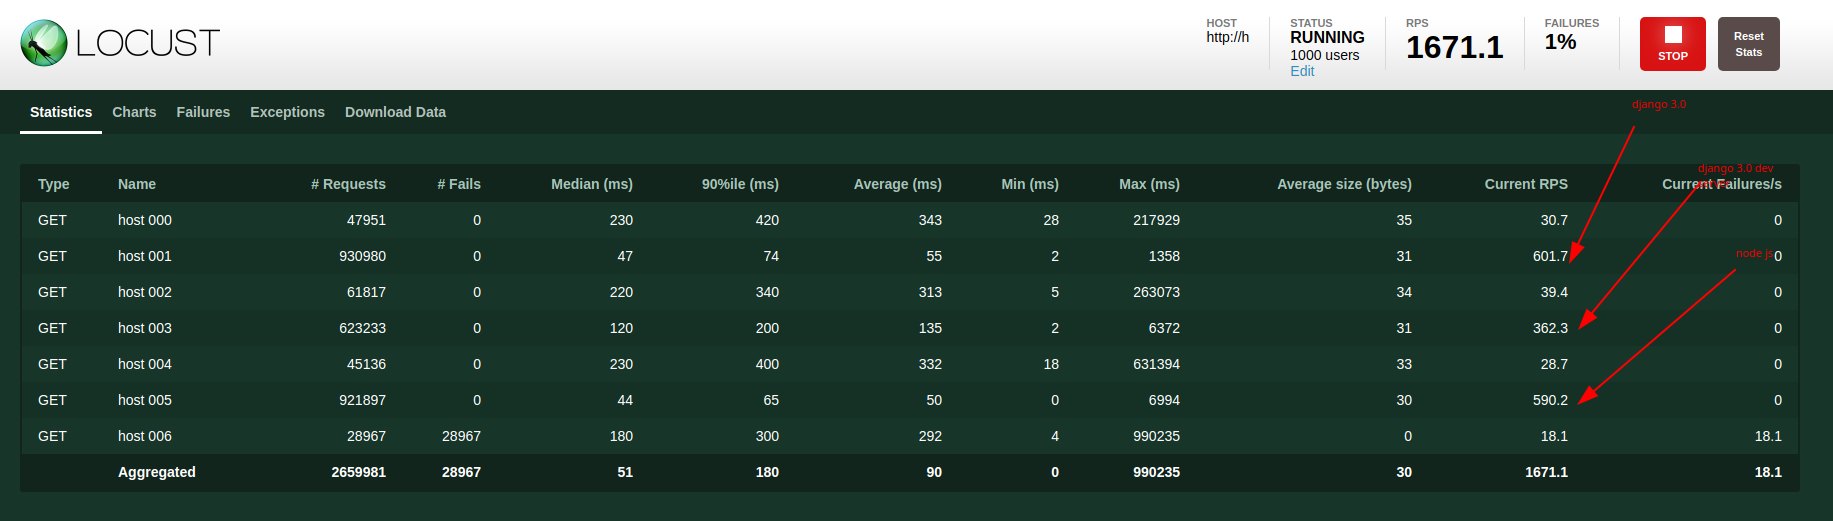 LOCUST
HOST
http://h
STATUS
RUNNING
1000 users
Edit
RPS
1671.1
FAILURES
1%
STOP
Reset
Stats
Statistics Charts Failures Exceptions Download Data
django 3.0
django 3.0 dev
Type Name # Requests # Fails Median (ms) 90%ile (ms) Average (ms) Min (ms) Max (ms) Average size (bytes) Current RPS Current Failures/s
GET host 000 47951 0 230 420 343 28 217929 35 30.7 0
GET host 001 930980 0 47 74 55 2 1358 31 601.7 0
node js
GET host 002 61817 0 220 340 313 5 263073 34 39.4 0
GET host 003 623233 0 120 200 135 2 6372 31 362.3 0
GET host 004 45136 0 230 400 332 18 631394 33 28.7 0
GET host 005 921897 0 44 65 50 0 6994 30 590.2 0
GET host 006 28967 28967 180 300 292 4 990235 0 18.1 18.1
Aggregated 2659981 28967 51 180 90 0 990235 30 1671.1 18.1